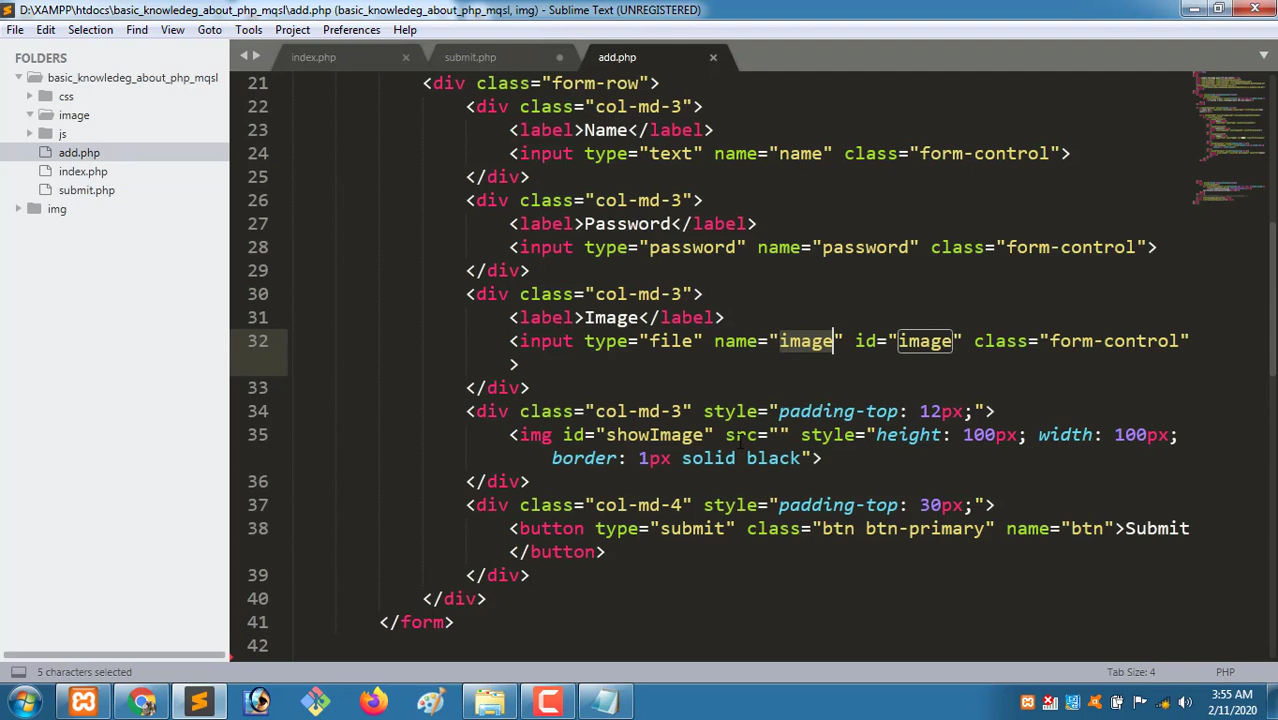 D:\XAMPP\htdocs\basic_knowledeg_about_php_mqsl\add.php (basic_knowledeg_about_php_mqsl, img) - Sublime Text (UNREGISTERED)
File Edit Selection Find View Goto Tools Project Preferences Help
FOLDERS
basic_knowledeg_about_php_mqsl
css
image
js
add.php
index.php
submit.php
img
index.php submit.php add.php
21 <div class="form-row">
22 <div class="col-md-3">
23 <label>Name</label>
24 <input type="text" name="name" class="form-control">
25 </div>
26 <div class="col-md-3">
27 <label>Password</label>
28 <input type="password" name="password" class="form-control">
29 </div>
30 <div class="col-md-3">
31 <label>Image</label>
32 <input type="file" name="image" id="image" class="form-control"
>
33 </div>
34 <div class="col-md-3" style="padding-top: 12px;">
35 <img id="showImage" src="" style="height: 100px; width: 100px;
border: 1px solid black">
36 </div>
37 <div class="col-md-4" style="padding-top: 30px;">
38 <button type="submit" class="btn btn-primary" name="btn">Submit
</button>
39 </div>
40 </div>
41 </form>
42
5 characters selected
Tab Size: 4
PHP
3:55 AM
2/11/2020